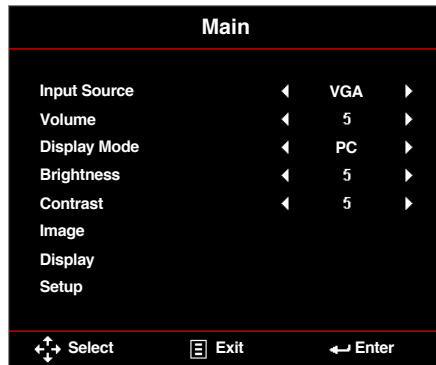 Main
Input Source VGA
Volume 5
Display Mode PC
Brightness 5
Contrast 5
Image
Display
Setup
Select Exit Enter